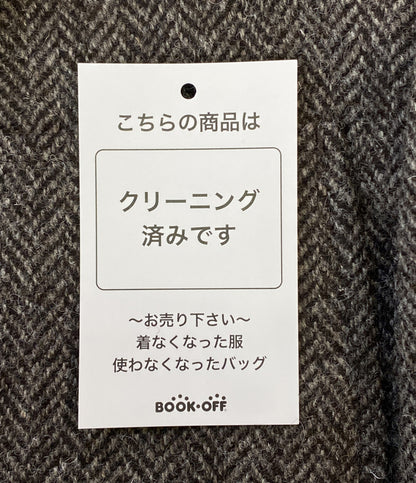 こちらの商品は
クリーニング
済みです
～お売り下さい～
着なくなった服
使わなくなったバッグ
BOOK・OFF